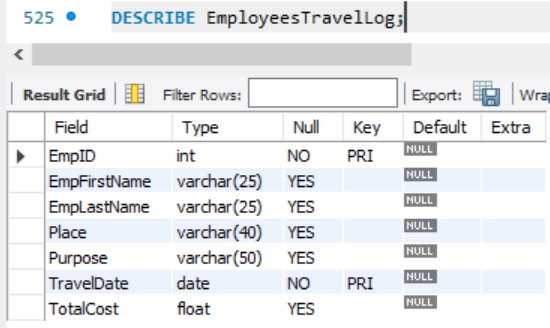 525 DESCRIBE EmployeesTravelLog;
Result Grid Filter Rows: Export: Wrap
Field Type Null Key Default Extra
EmpID int NO PRI NULL
EmpFirstName varchar(25) YES NULL
EmpLastName varchar(25) YES NULL
Place varchar(40) YES NULL
Purpose varchar(50) YES NULL
TravelDate date NO PRI NULL
TotalCost float YES NULL